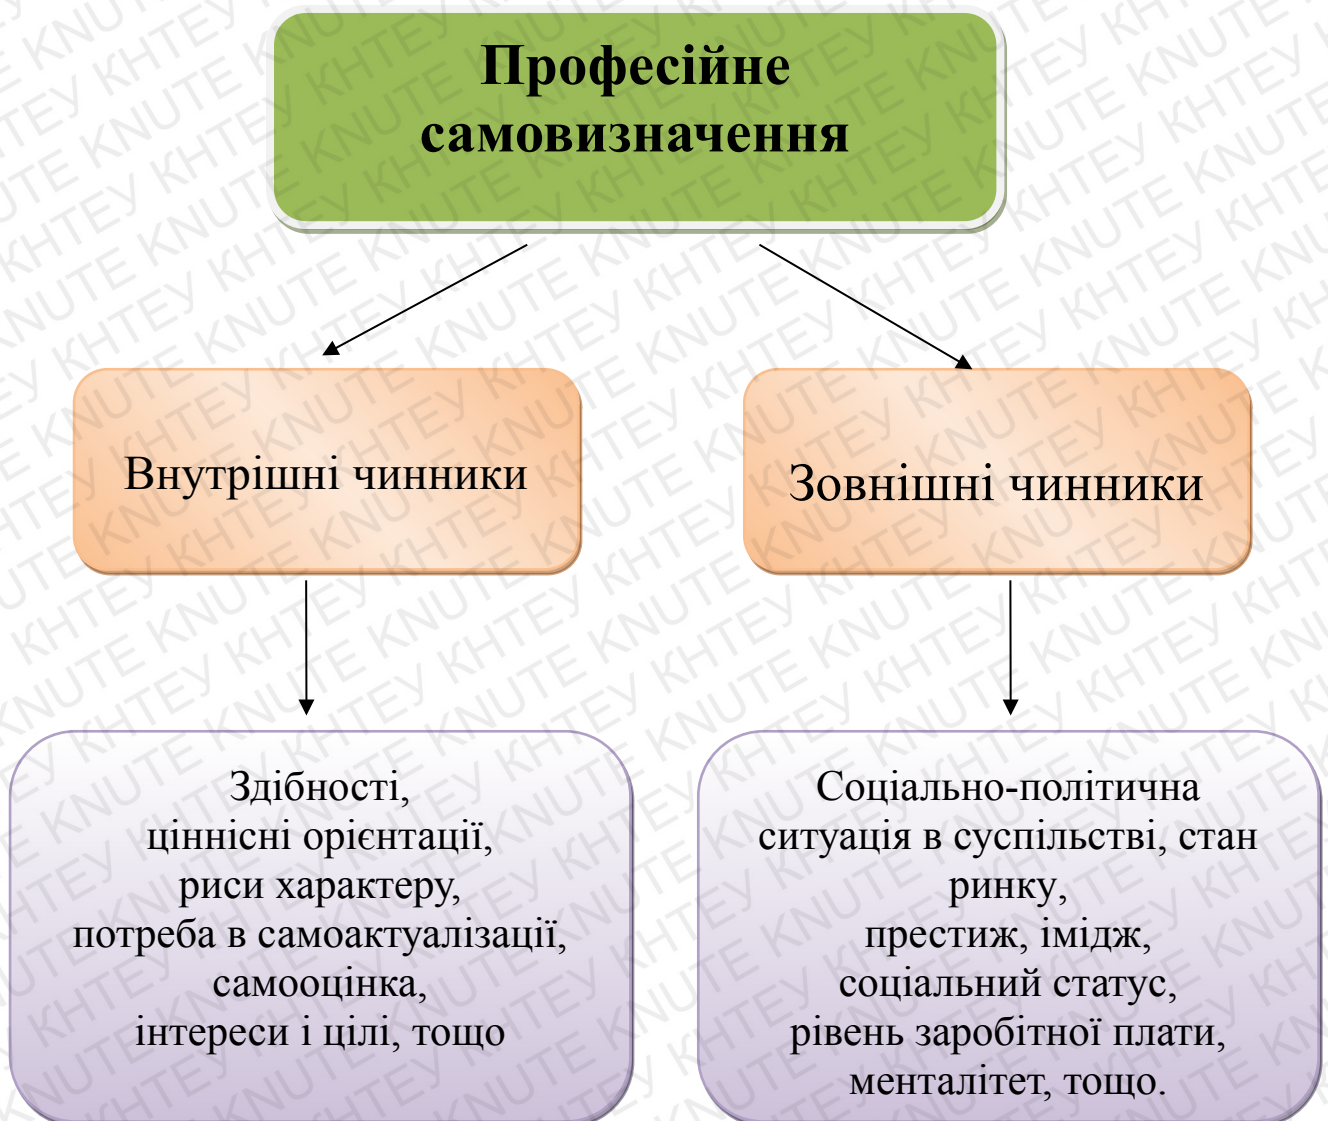 Професійне
самовизначення
Внутрішні чинники
Зовнішні чинники
Здібності,
ціннісні орієнтації,
риси характеру,
потреба в самоактуалізації,
самооцінка,
інтереси і цілі, тощо
Соціально-політична
ситуація в суспільстві, стан
ринку,
престиж, імідж,
соціальний статус,
рівень заробітної плати,
менталітет, тощо.